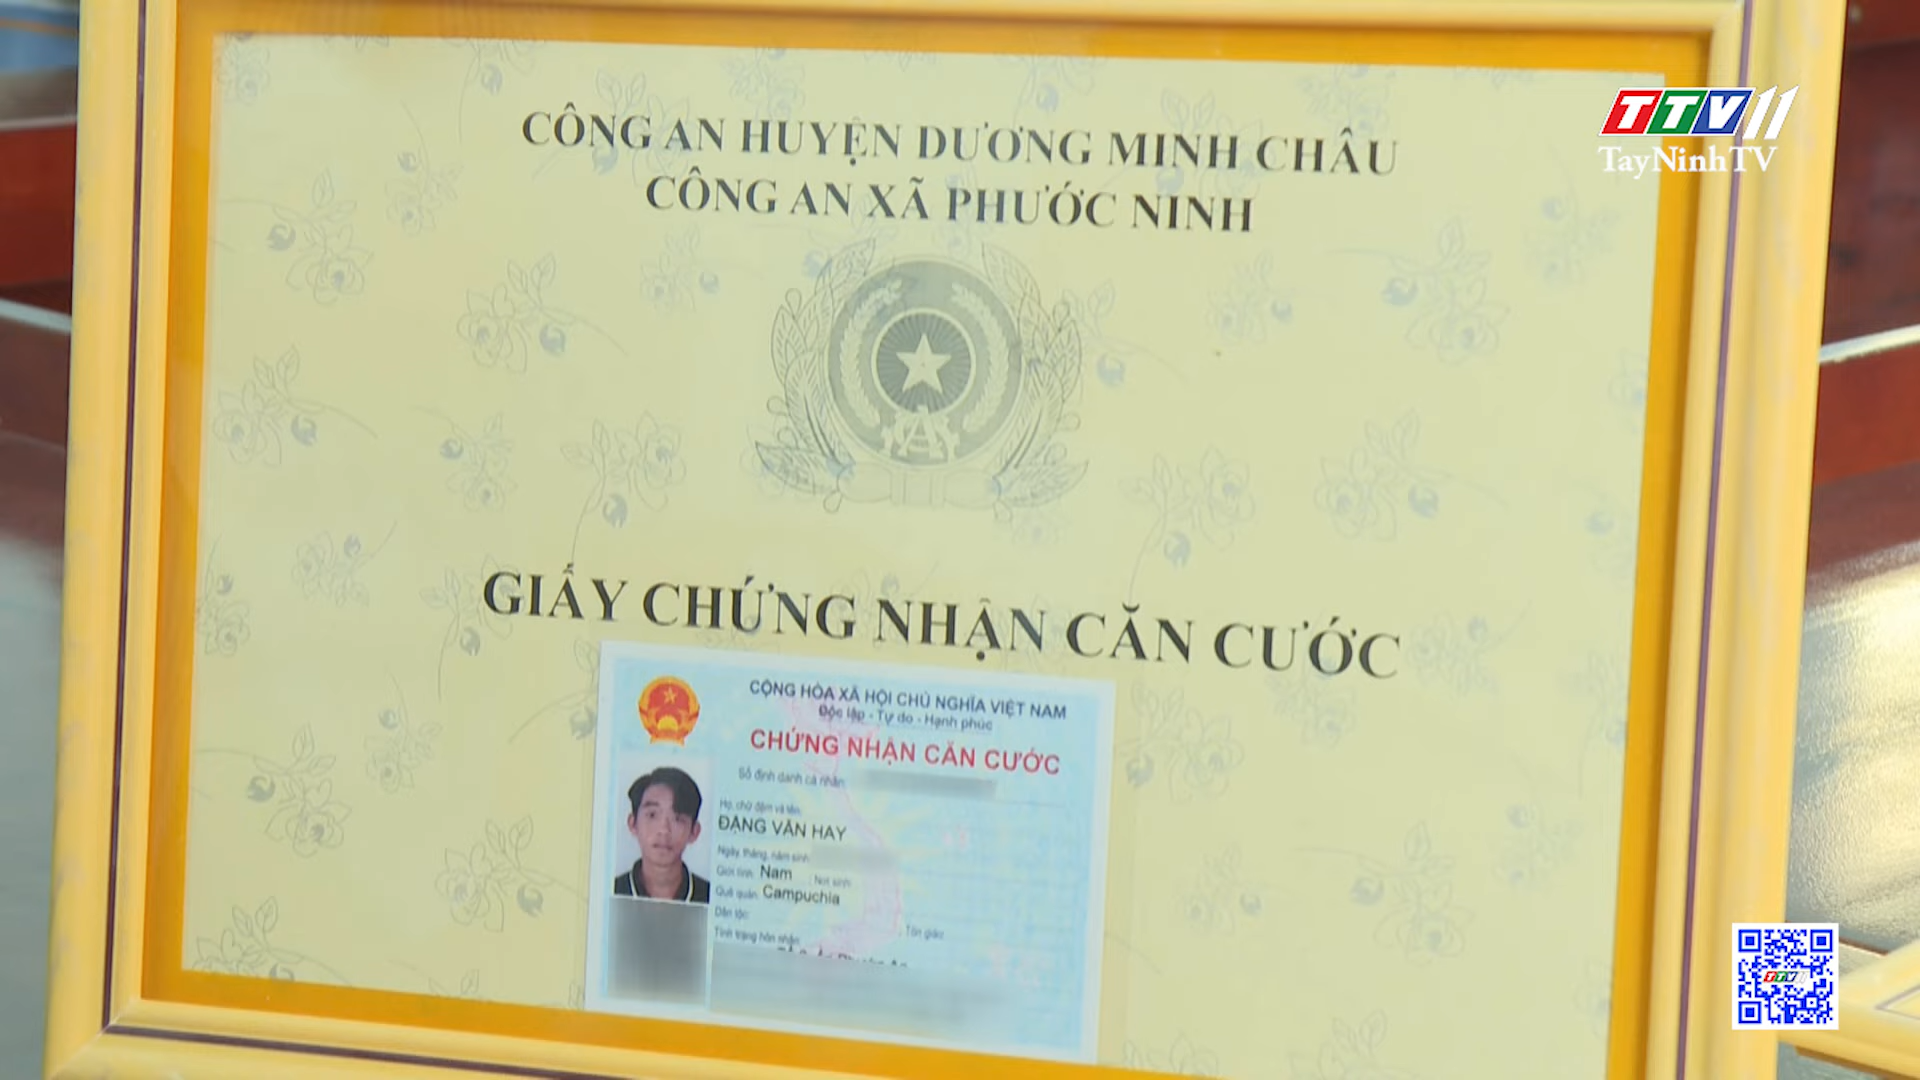 CÔNG AN HUYỆN DƯƠNG MINH CHÂU
CÔNG AN XÃ PHƯỚC NINH
TTV11
TayNinhTV
GIẤY CHỨNG NHẬN CĂN CƯỚC
CỘNG HÒA XÃ HỘI CHỦ NGHĨA VIỆT NAM
Độc lập - Tự do - Hạnh phúc
CHỨNG NHẬN CĂN CƯỚC
Số định danh cá nhân:
Họ, chữ đệm và tên:
ĐẶNG VĂN HAY
Ngày, tháng, năm sinh:
Giới tính: Nam Nơi sinh:
Quê quán: Campuchia
Dân tộc: Tôn giáo:
Tình trạng hôn nhân:
TTV11